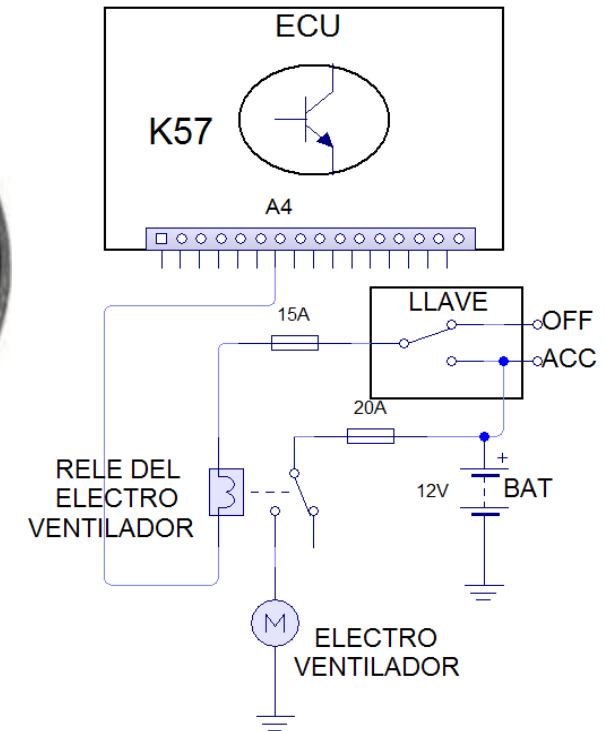 ECU
K57
A4
LLAVE
15A
OFF
ACC
20A
RELE DEL
ELECTRO
VENTILADOR
+
12V
BAT
M
ELECTRO
VENTILADOR